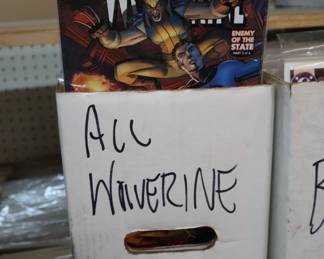 ENEMY
OF THE
STATE
ALL
WOLVERINE
B